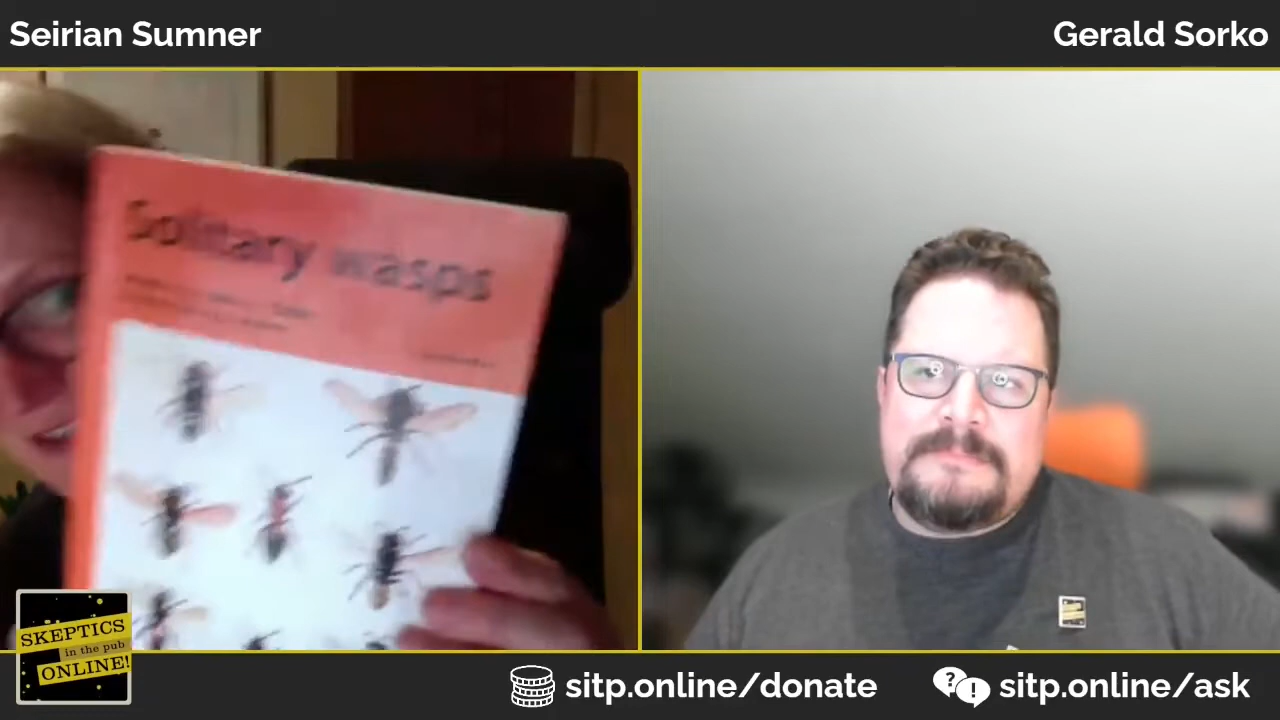 Seirian Sumner
Gerald Sorko
Solitary wasps
SKEPTICS
in the pub
ONLINE!
sitp.online/donate
sitp.online/ask